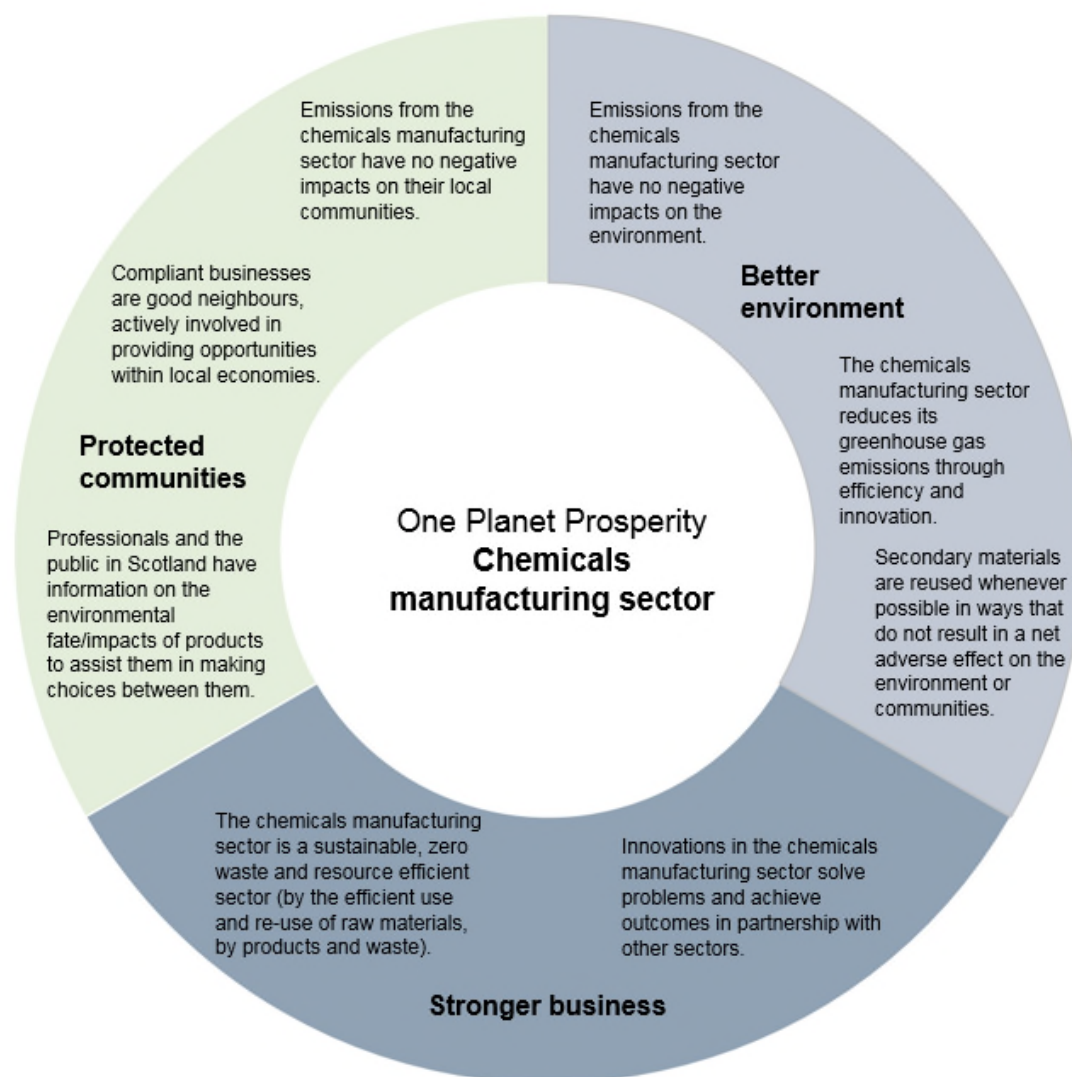 Emissions from the
chemicals manufacturing
sector have no negative
impacts on their local
communities.
Compliant businesses
are good neighbours,
actively involved in
providing opportunities
within local economies.
Protected
communities
Professionals and the
public in Scotland have
information on the
environmental
fate/impacts of products
to assist them in making
choices between them.
Emissions from the
chemicals
manufacturing sector
have no negative
impacts on the
environment.
Better
environment
The chemicals
manufacturing sector
reduces its
greenhouse gas
emissions through
efficiency and
innovation.
Secondary materials
are reused whenever
possible in ways that
do not result in a net
adverse effect on the
environment or
communities.
One Planet Prosperity
Chemicals
manufacturing sector
The chemicals manufacturing
sector is a sustainable, zero
waste and resource efficient
sector (by the efficient use
and re-use of raw materials,
by products and waste).
Innovations in the chemicals
manufacturing sector solve
problems and achieve
outcomes in partnership with
other sectors.
Stronger business